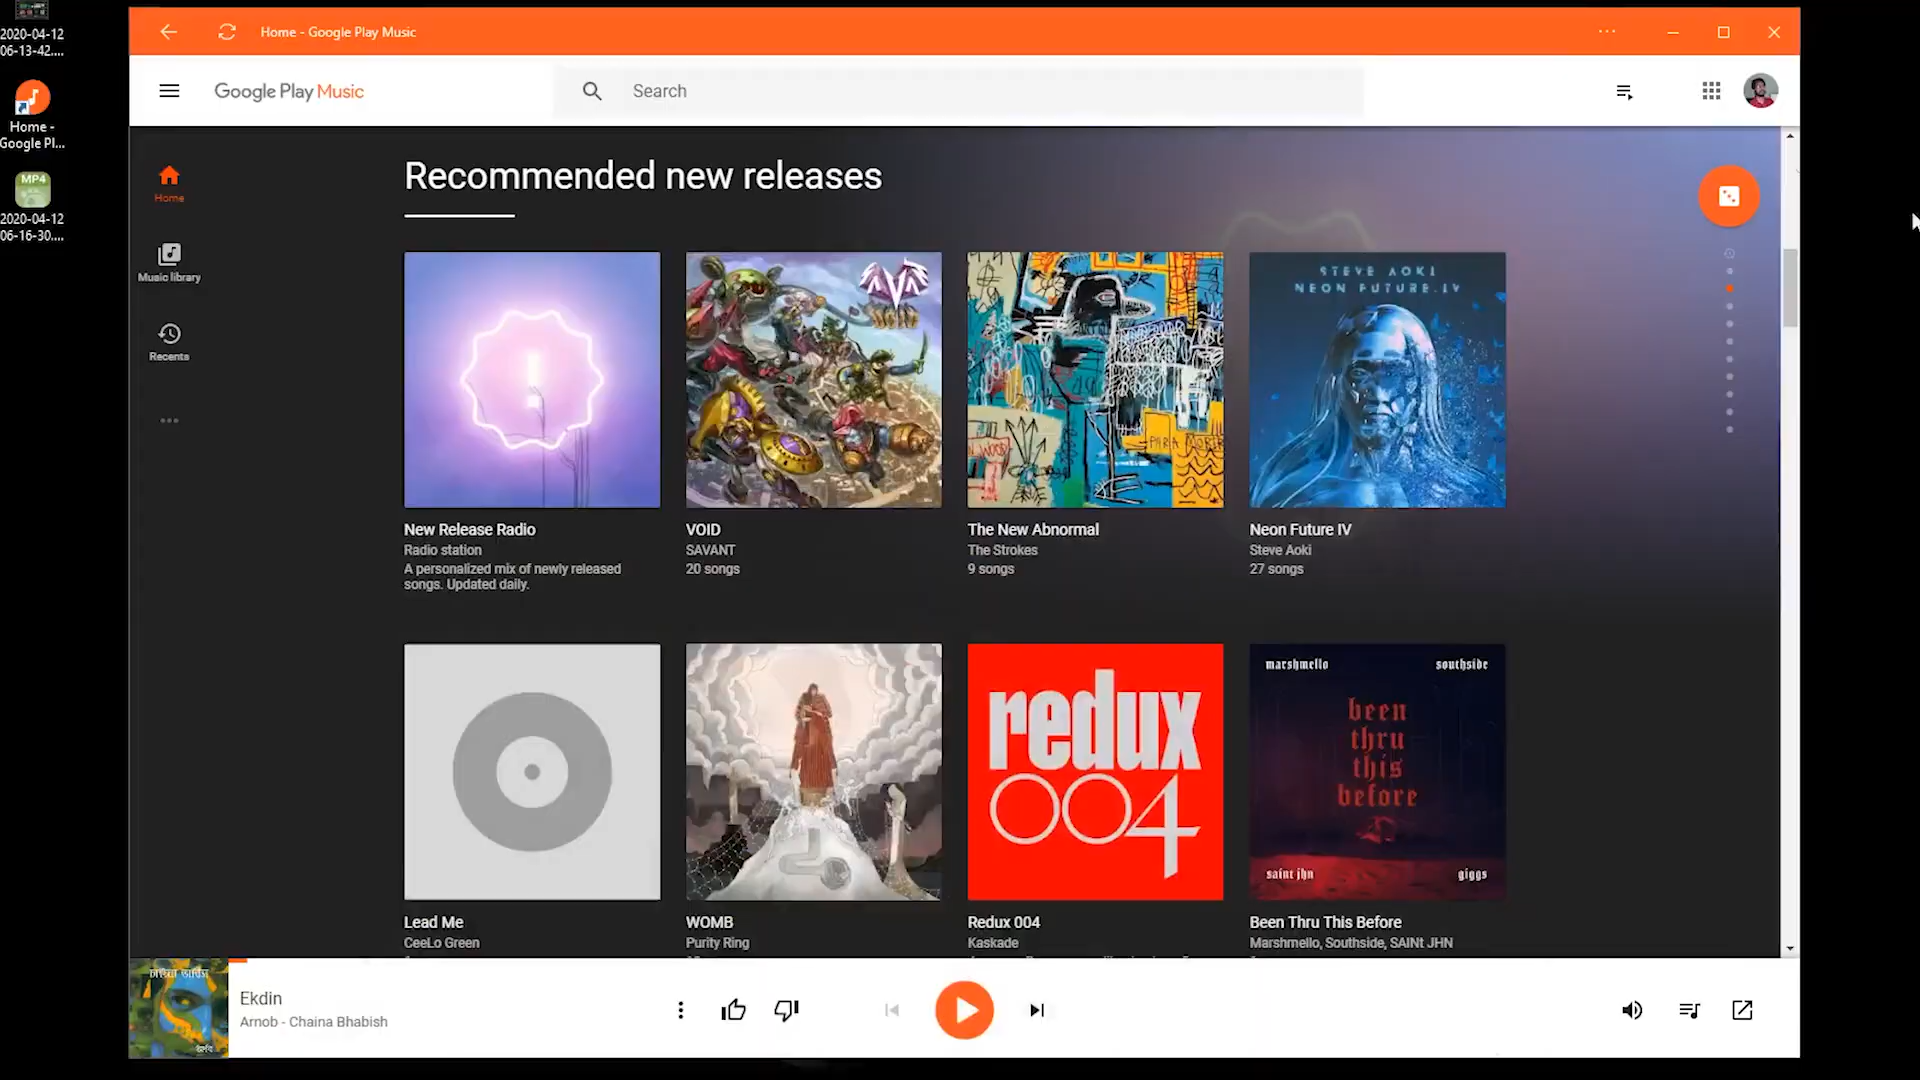 2020-04-12
06-13-42....
Home -
Google Pl...
MP4
2020-04-12
06-16-30....
Home - Google Play Music
Google Play Music
Search
Home
Music library
Recents
Recommended new releases
New Release Radio
Radio station
A personalized mix of newly released
songs. Updated daily.
VOID
VOID
SAVANT
20 songs
The New Abnormal
The Strokes
9 songs
STEVE AOKI
NEON FUTURE.IV
Neon Future IV
Steve Aoki
27 songs
Lead Me
CeeLo Green
WOMB
Purity Ring
redux
004
Redux 004
Kaskade
marshmello
southside
been
thru
this
before
saint jhn
giggs
Been Thru This Before
Marshmello, Southside, SAINt JHN
Ekdin
Arnob - Chaina Bhabish